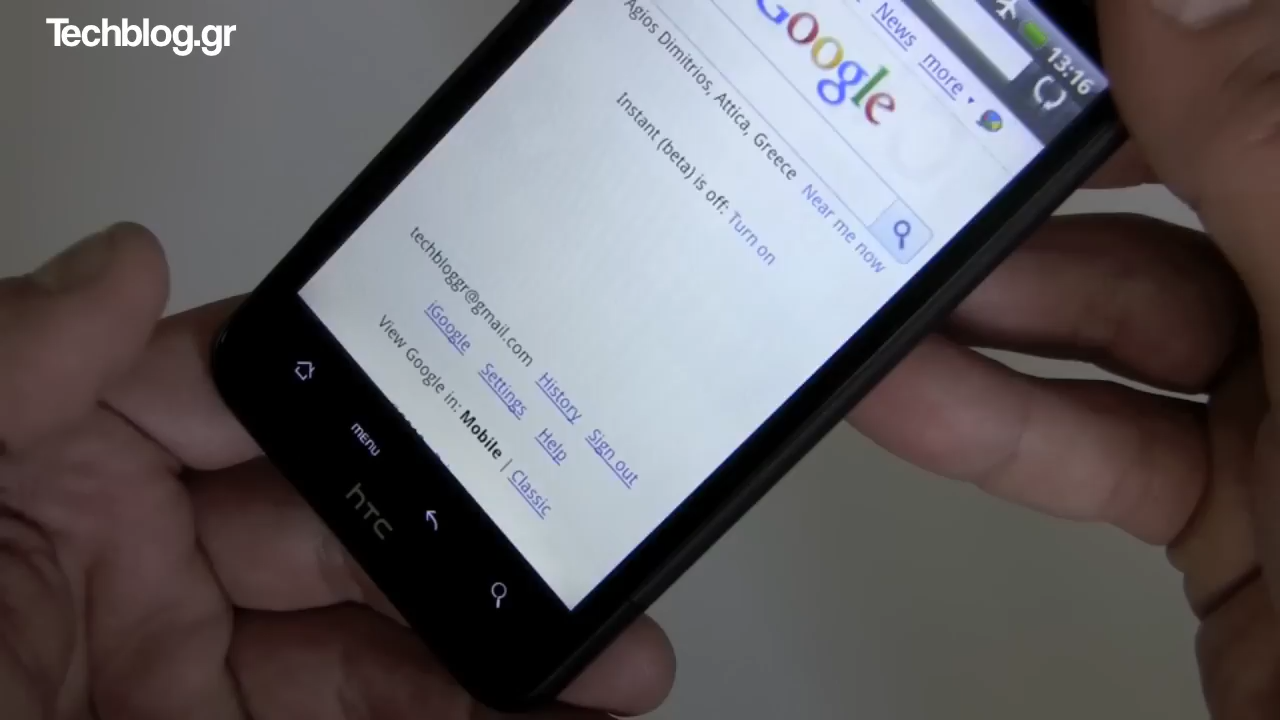 Techblog.gr
13:16
News more ▾
Google
Agios Dimitrios, Attica, Greece Near me now
Instant (beta) is off: Turn on
techbloggr@gmail.com History Sign out
iGoogle Settings Help
View Google in: Mobile | Classic
menu
hTC